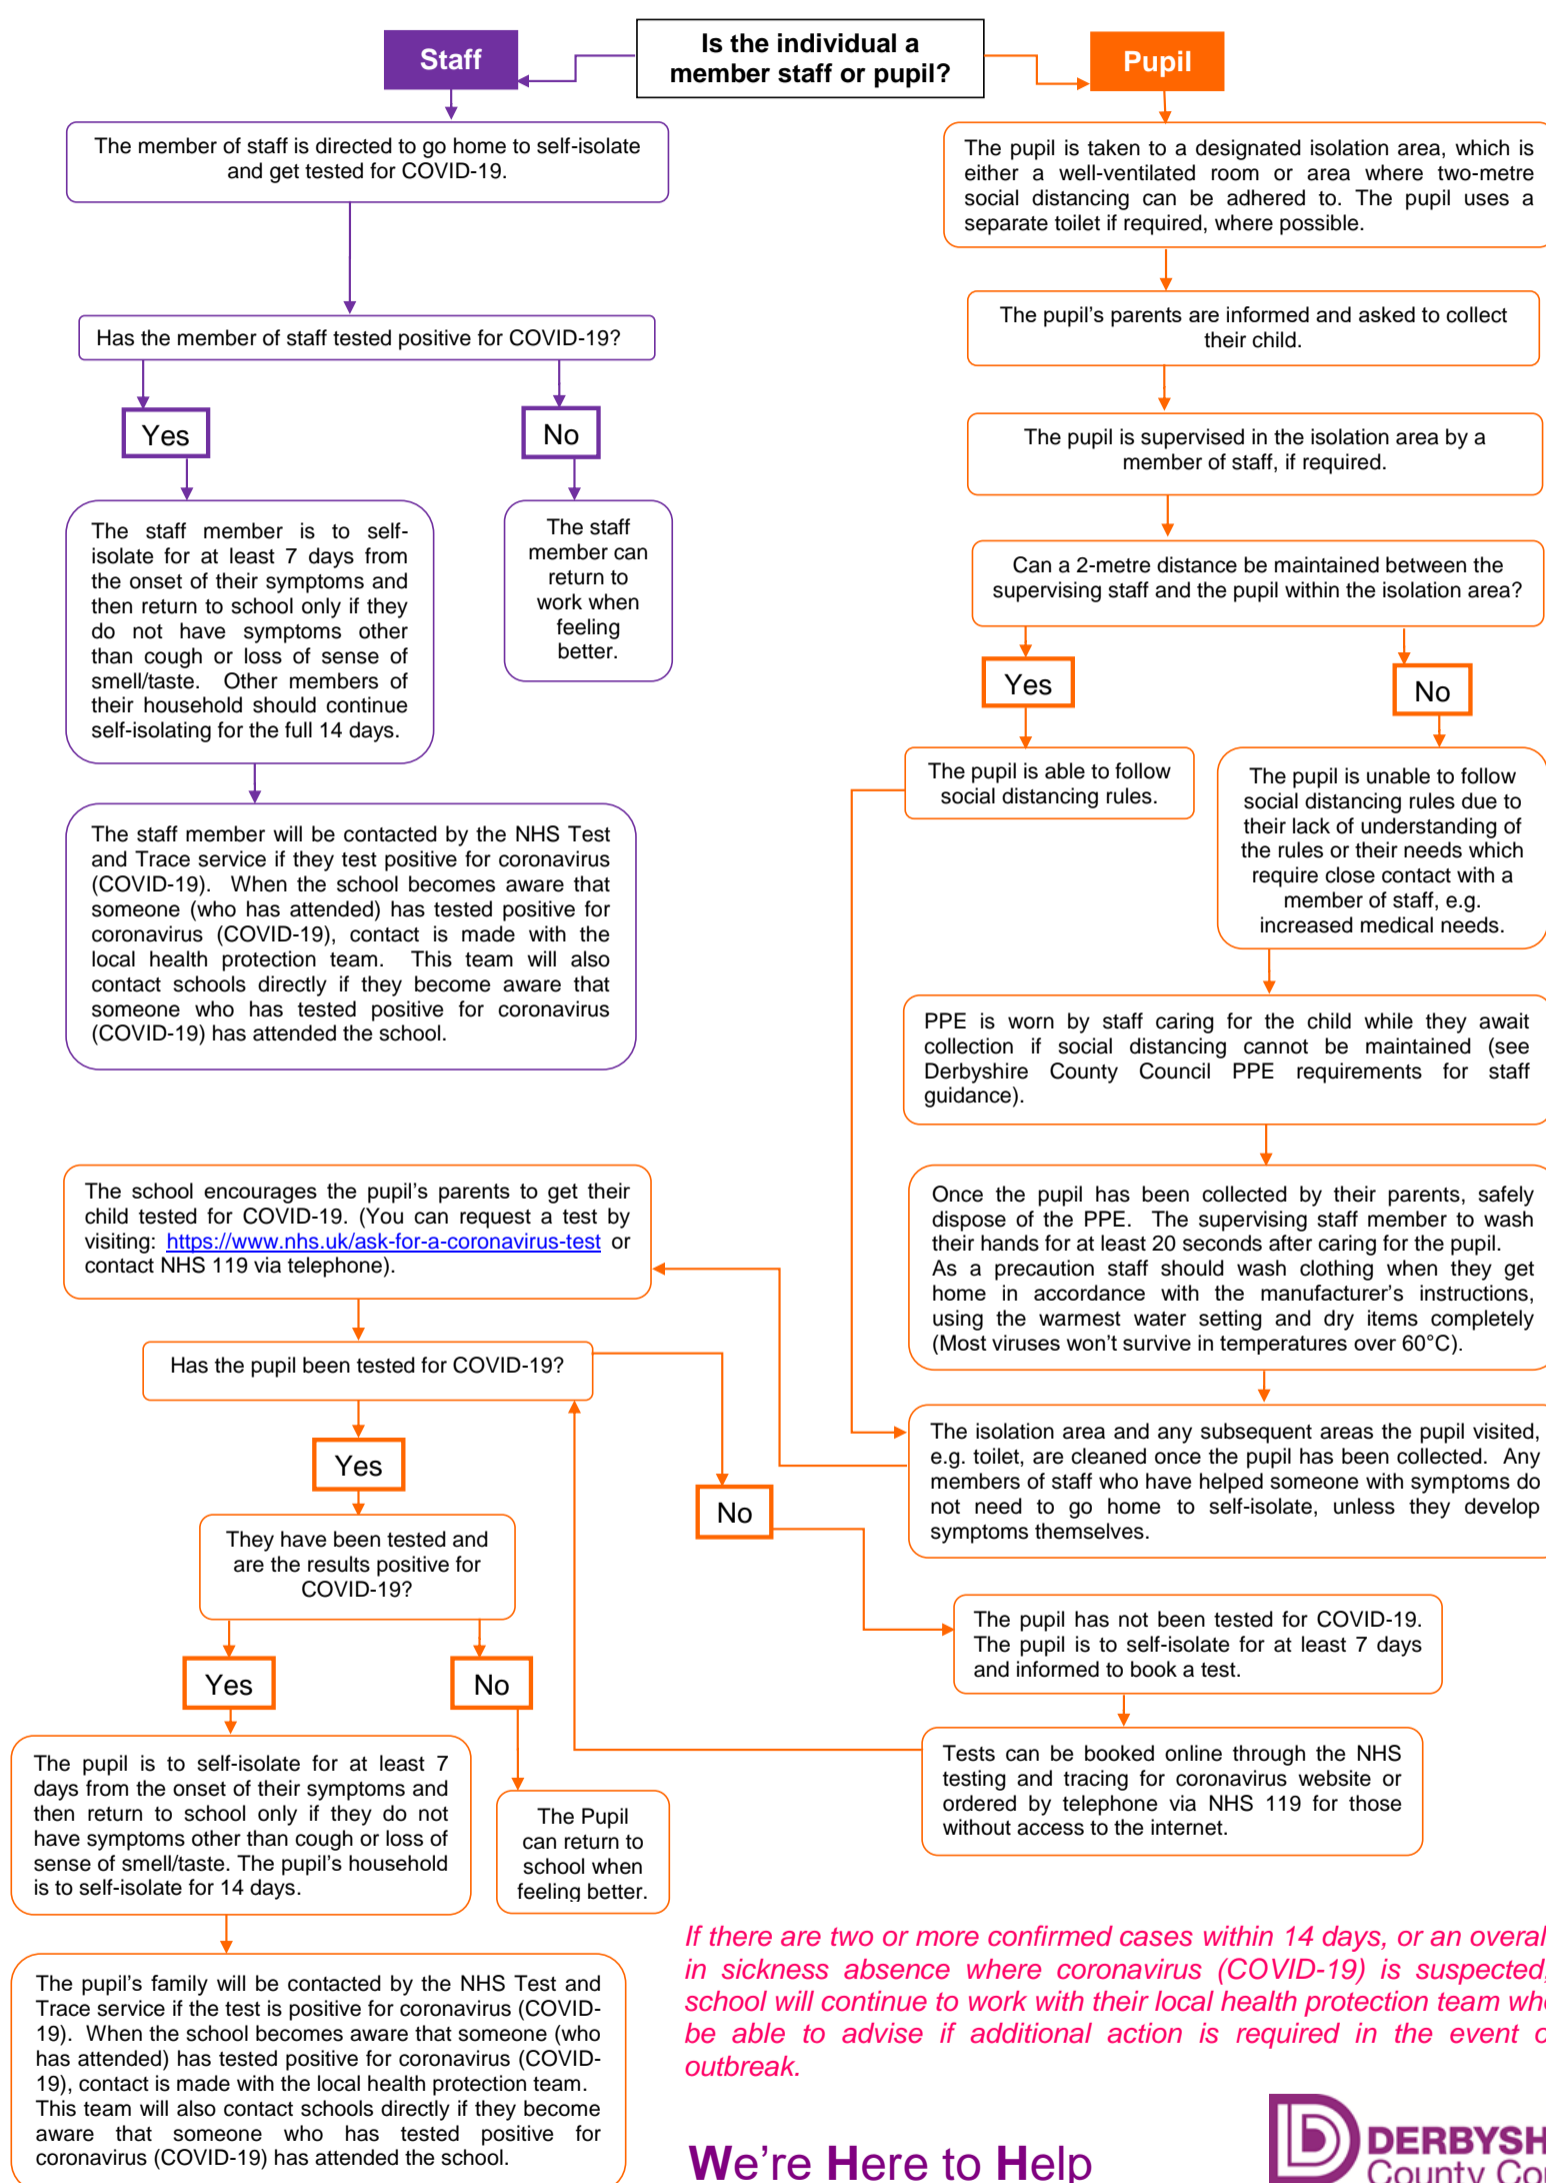 Is the individual a
member staff or pupil?
Staff
Pupil
The member of staff is directed to go home to self-isolate
and get tested for COVID-19.
Has the member of staff tested positive for COVID-19?
Yes
No
The staff member is to self-
isolate for at least 7 days from
the onset of their symptoms and
then return to school only if they
do not have symptoms other
than cough or loss of sense of
smell/taste. Other members of
their household should continue
self-isolating for the full 14 days.
The staff
member can
return to
work when
feeling
better.
The staff member will be contacted by the NHS Test
and Trace service if they test positive for coronavirus
(COVID-19). When the school becomes aware that
someone (who has attended) has tested positive for
coronavirus (COVID-19), contact is made with the
local health protection team. This team will also
contact schools directly if they become aware that
someone who has tested positive for coronavirus
(COVID-19) has attended the school.
The pupil is taken to a designated isolation area, which is
either a well-ventilated room or area where two-metre
social distancing can be adhered to. The pupil uses a
separate toilet if required, where possible.
The pupil's parents are informed and asked to collect
their child.
The pupil is supervised in the isolation area by a
member of staff, if required.
Can a 2-metre distance be maintained between the
supervising staff and the pupil within the isolation area?
Yes
No
The pupil is able to follow
social distancing rules.
The pupil is unable to follow
social distancing rules due to
their lack of understanding of
the rules or their needs which
require close contact with a
member of staff, e.g.
increased medical needs.
PPE is worn by staff caring for the child while they await
collection if social distancing cannot be maintained (see
Derbyshire County Council PPE requirements for staff
guidance).
Once the pupil has been collected by their parents, safely
dispose of the PPE. The supervising staff member to wash
their hands for at least 20 seconds after caring for the pupil.
As a precaution staff should wash clothing when they get
home in accordance with the manufacturer's instructions,
using the warmest water setting and dry items completely
(Most viruses won't survive in temperatures over 60°C).
The isolation area and any subsequent areas the pupil visited,
e.g. toilet, are cleaned once the pupil has been collected. Any
members of staff who have helped someone with symptoms do
not need to go home to self-isolate, unless they develop
symptoms themselves.
The school encourages the pupil's parents to get their
child tested for COVID-19. (You can request a test by
visiting: https://www.nhs.uk/ask-for-a-coronavirus-test or
contact NHS 119 via telephone).
Has the pupil been tested for COVID-19?
Yes
No
They have been tested and
are the results positive for
COVID-19?
Yes
No
The pupil has not been tested for COVID-19.
The pupil is to self-isolate for at least 7 days
and informed to book a test.
Tests can be booked online through the NHS
testing and tracing for coronavirus website or
ordered by telephone via NHS 119 for those
without access to the internet.
The pupil is to self-isolate for at least 7
days from the onset of their symptoms and
then return to school only if they do not
have symptoms other than cough or loss of
sense of smell/taste. The pupil's household
is to self-isolate for 14 days.
The Pupil
can return to
school when
feeling better.
The pupil's family will be contacted by the NHS Test and
Trace service if the test is positive for coronavirus (COVID-
19). When the school becomes aware that someone (who
has attended) has tested positive for coronavirus (COVID-
19), contact is made with the local health protection team.
This team will also contact schools directly if they become
aware that someone who has tested positive for
coronavirus (COVID-19) has attended the school.
If there are two or more confirmed cases within 14 days, or an overal
in sickness absence where coronavirus (COVID-19) is suspected,
school will continue to work with their local health protection team
be able to advise if additional action is required in the event
outbreak.
We're Here to Help
DERBYSH
County Cou